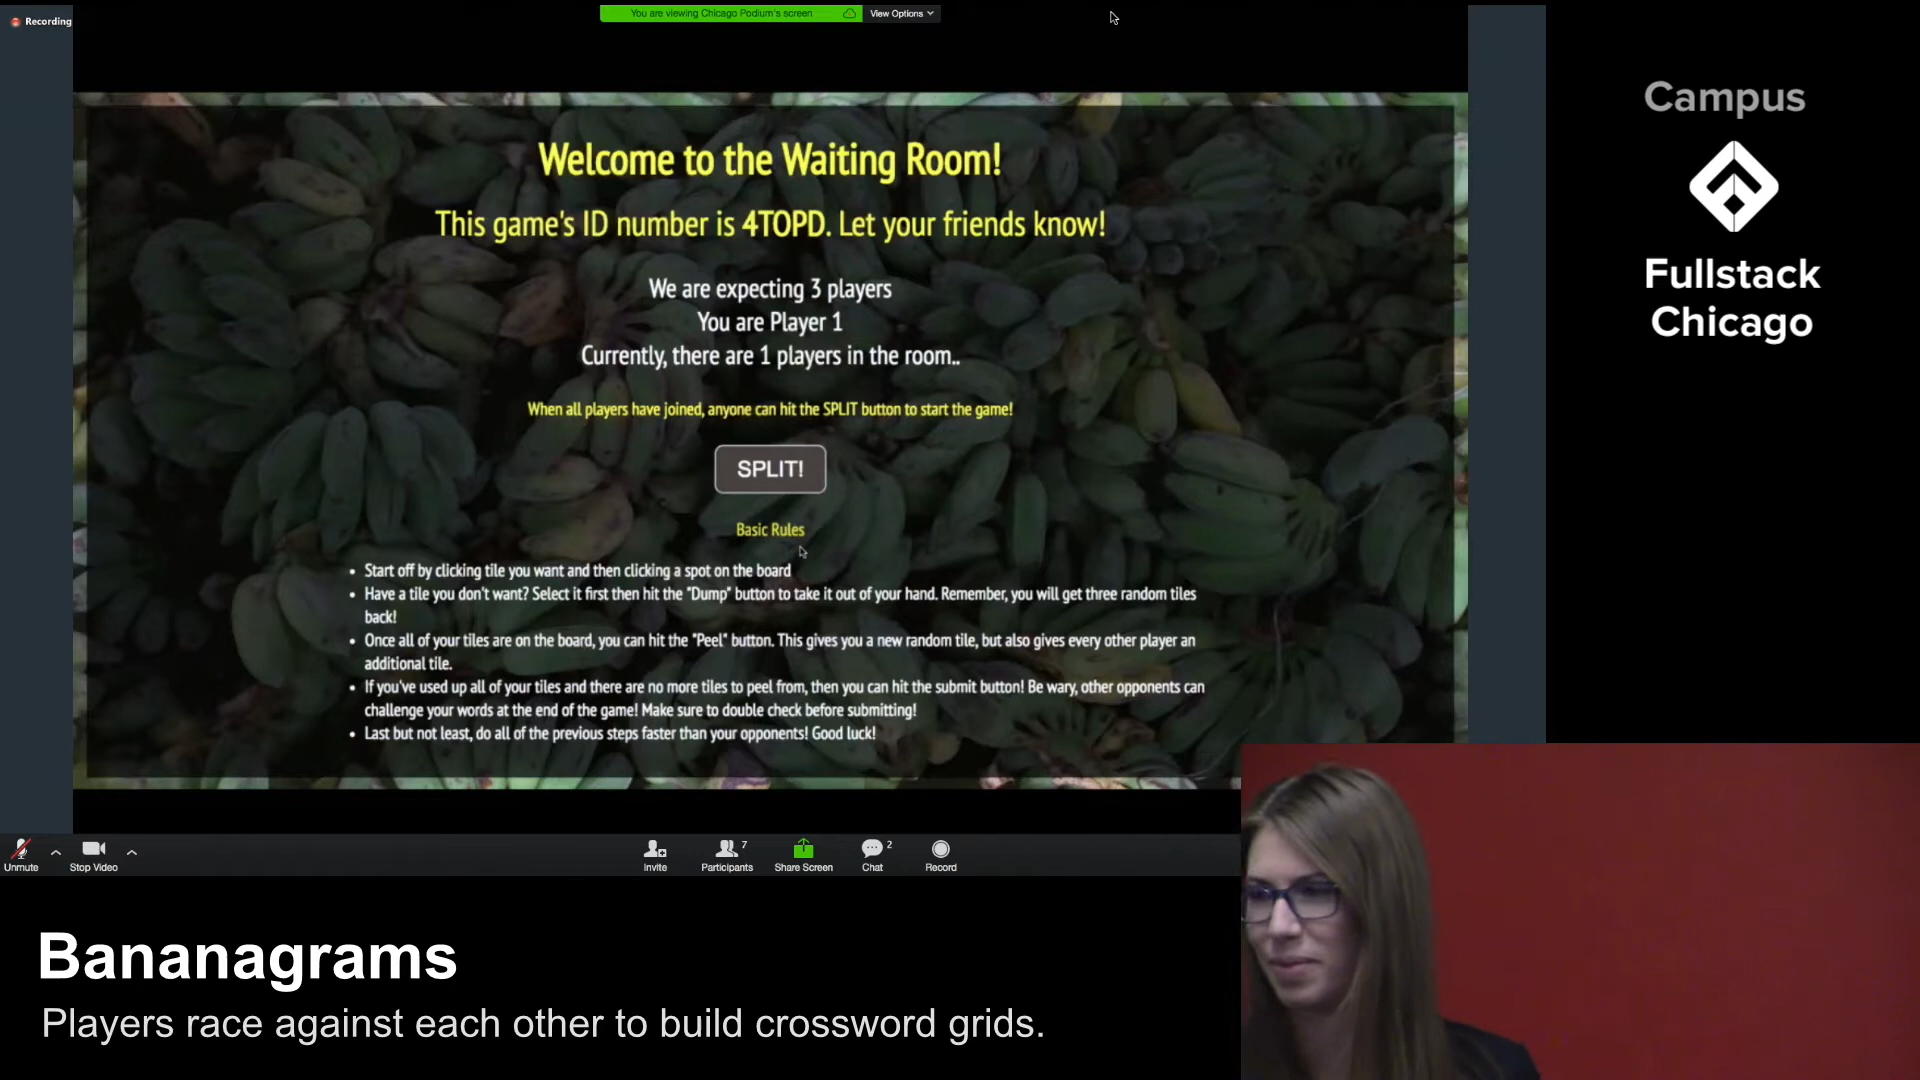 Recording
You are viewing Chicago Podium's screen
View Options
Campus
Fullstack
Chicago
Welcome to the Waiting Room!
This game's ID number is 4TOPD. Let your friends know!
We are expecting 3 players
You are Player 1
Currently, there are 1 players in the room..
When all players have joined, anyone can hit the SPLIT button to start the game!
SPLIT!
Basic Rules
• Start off by clicking tile you want and then clicking a spot on the board
• Have a tile you don't want? Select it first then hit the "Dump" button to take it out of your hand. Remember, you will get three random tiles
back!
• Once all of your tiles are on the board, you can hit the "Peel" button. This gives you a new random tile, but also gives every other player an
additional tile.
• If you've used up all of your tiles and there are no more tiles to peel from, then you can hit the submit button! Be wary, other opponents can
challenge your words at the end of the game! Make sure to double check before submitting!
• Last but not least, do all of the previous steps faster than your opponents! Good luck!
Unmute
Stop Video
Invite
7
Participants
Share Screen
2
Chat
Record
Bananagrams
Players race against each other to build crossword grids.